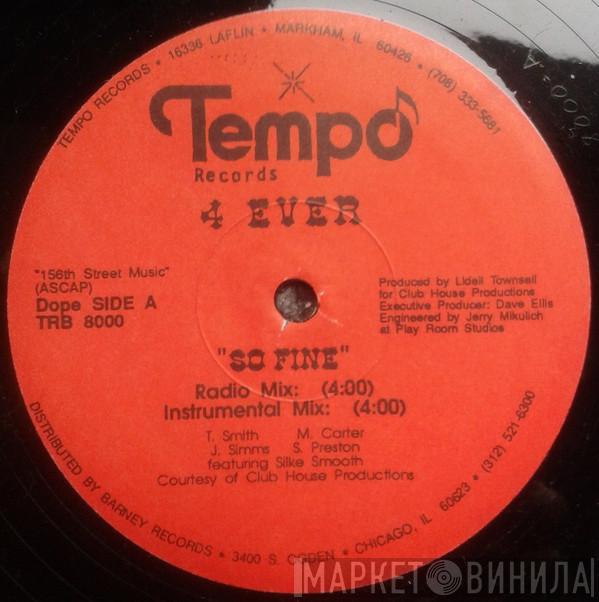 TEMPO RECORDS • 16336 LAFLIN • MARKHAM, IL 60426 • (708) 333-5681
Tempo
Records
4 EVER
"156th Street Music"
(ASCAP)
Dope SIDE A
TRB 8000
Produced by Lidell Townsell
for Club House Productions
Executive Producer: Dave Ellis
Engineered by Jerry Mikulich
at Play Room Studios
"SO FINE"
Radio Mix: (4:00)
Instrumental Mix: (4:00)
T. Smith M. Carter
J. Simms S. Preston
featuring Silke Smooth
Courtesy of Club House Productions
DISTRIBUTED BY BARNEY RECORDS • 3400 S. OGDEN • CHICAGO, IL 60623 • (312) 521-6300
МАРКЕТ ВИНИЛА